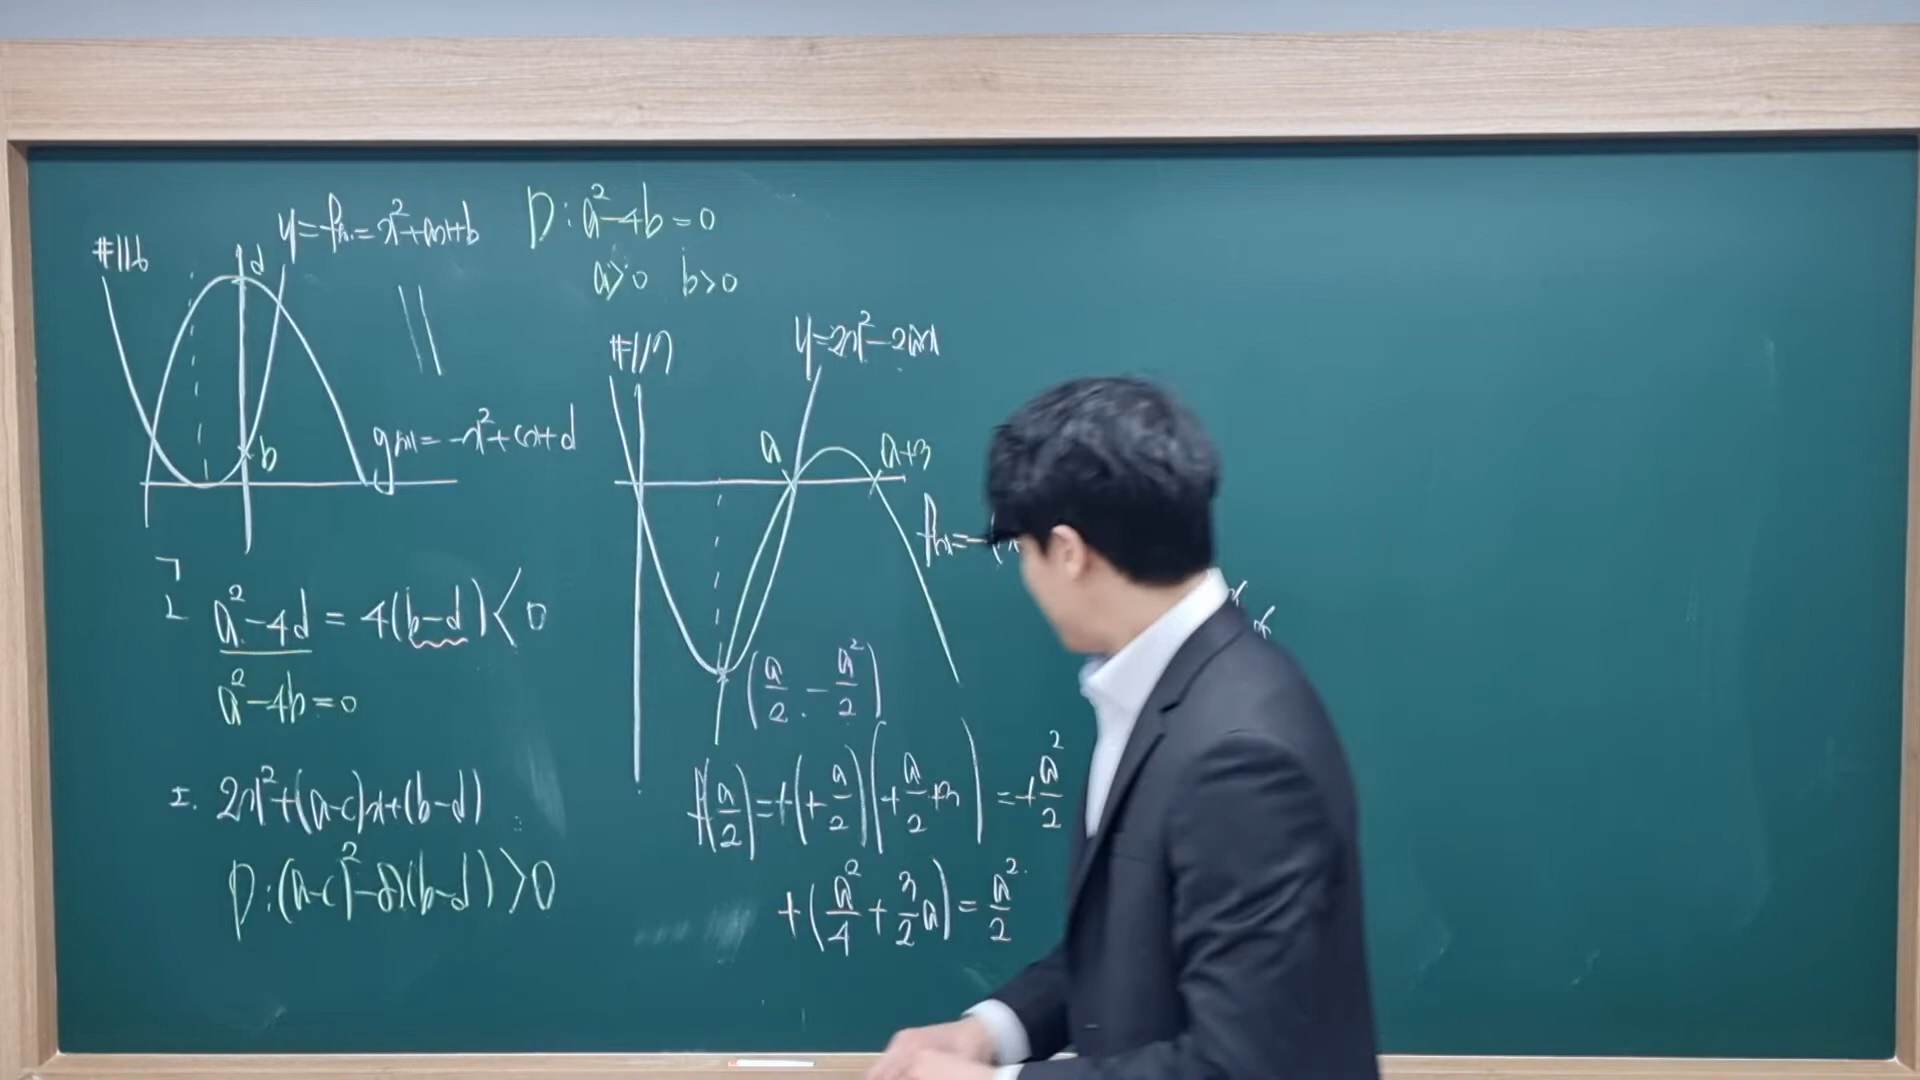 #116
y=f(x)=x²+ax+b
d
b
g(x)=-x²+cx+d
ㄱ
ㄴ a²-4d=4(b-d)<0
a²-4b=0
ㄷ. 2x²+(a-c)x+(b-d)
D:(a-c)²-8(b-d)>0
D:a²-4b=0
a>0 b>0
#117
y=2x²-2ax
a
a+3
f(x)=-(x
(a/2, -a²/2)
f(a/2)=+(+a/2)(+a/2+3)=+a²/2
+(a²/4+3/2a)=a²/2